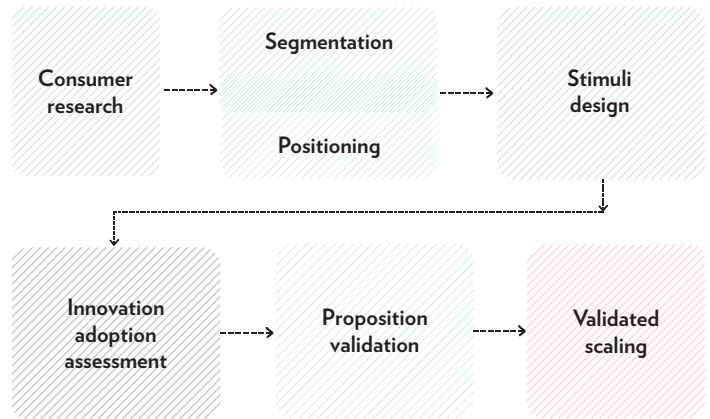 Consumer
research
Segmentation
Positioning
Stimuli
design
Innovation
adoption
assessment
Proposition
validation
Validated
scaling